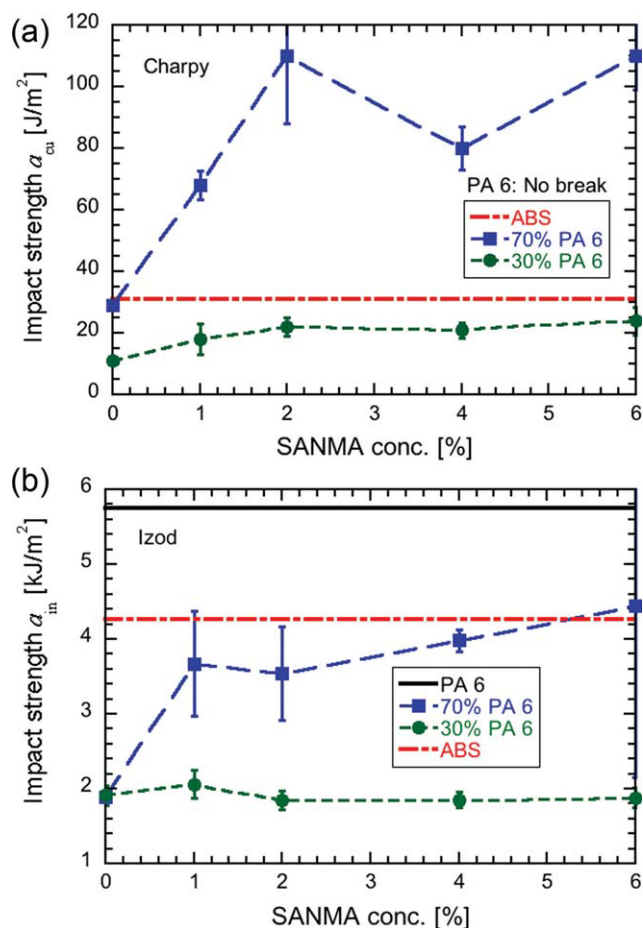 (a)
120
100
80
60
40
20
0
Impact strength a_cu [J/m²]
Charpy
PA 6: No break
ABS
70% PA 6
30% PA 6
0 1 2 3 4 5 6
SANMA conc. [%]
(b)
6
5
4
3
2
1
Impact strength a_in [kJ/m²]
Izod
PA 6
70% PA 6
30% PA 6
ABS
0 1 2 3 4 5 6
SANMA conc. [%]